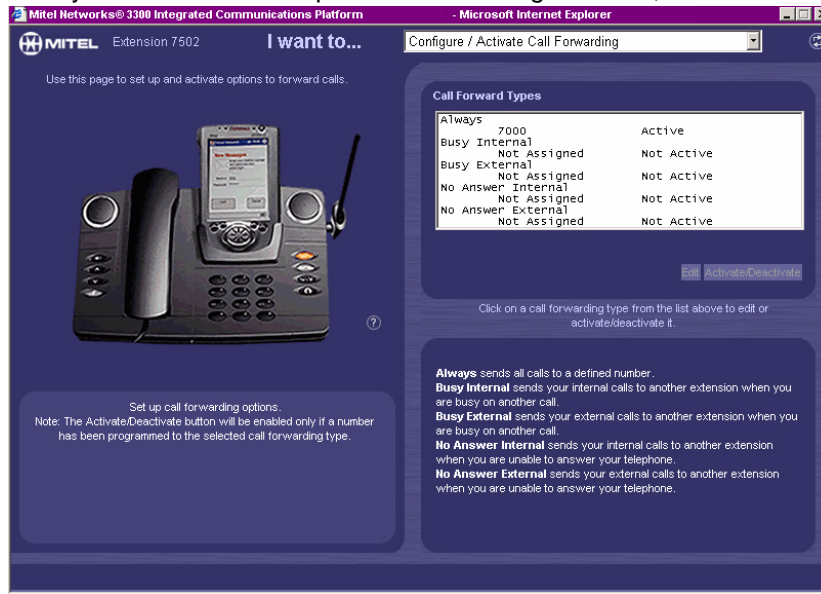 Mitel Networks® 3300 Integrated Communications Platform - Microsoft Internet Explorer
MITEL Extension 7502 I want to... Configure / Activate Call Forwarding
Use this page to set up and activate options to forward calls.
Call Forward Types
Always
7000 Active
Busy Internal
Not Assigned Not Active
Busy External
Not Assigned Not Active
No Answer Internal
Not Assigned Not Active
No Answer External
Not Assigned Not Active
Edit Activate/Deactivate
Click on a call forwarding type from the list above to edit or
activate/deactivate it.
?
Set up call forwarding options.
Note: The Activate/Deactivate button will be enabled only if a number
has been programmed to the selected call forwarding type.
Always sends all calls to a defined number.
Busy Internal sends your internal calls to another extension when you
are busy on another call.
Busy External sends your external calls to another extension when you
are busy on another call.
No Answer Internal sends your internal calls to another extension
when you are unable to answer your telephone.
No Answer External sends your external calls to another extension
when you are unable to answer your telephone.